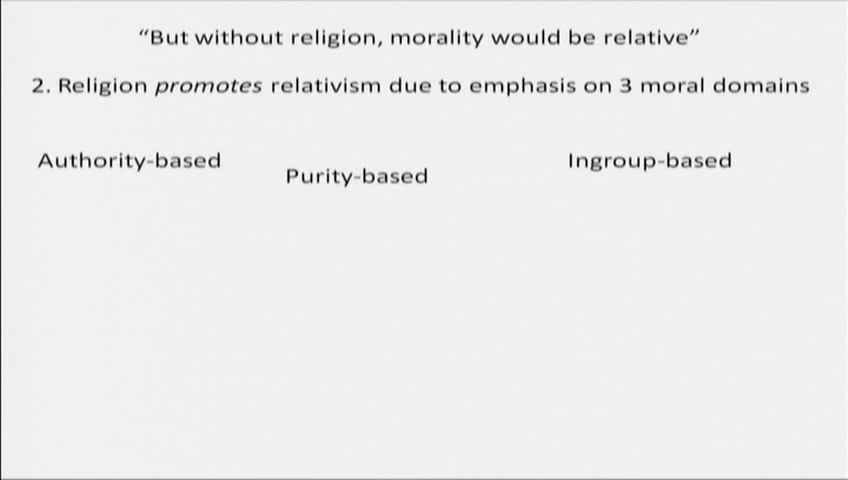 “But without religion, morality would be relative”
2. Religion promotes relativism due to emphasis on 3 moral domains
Authority-based
Purity-based
Ingroup-based